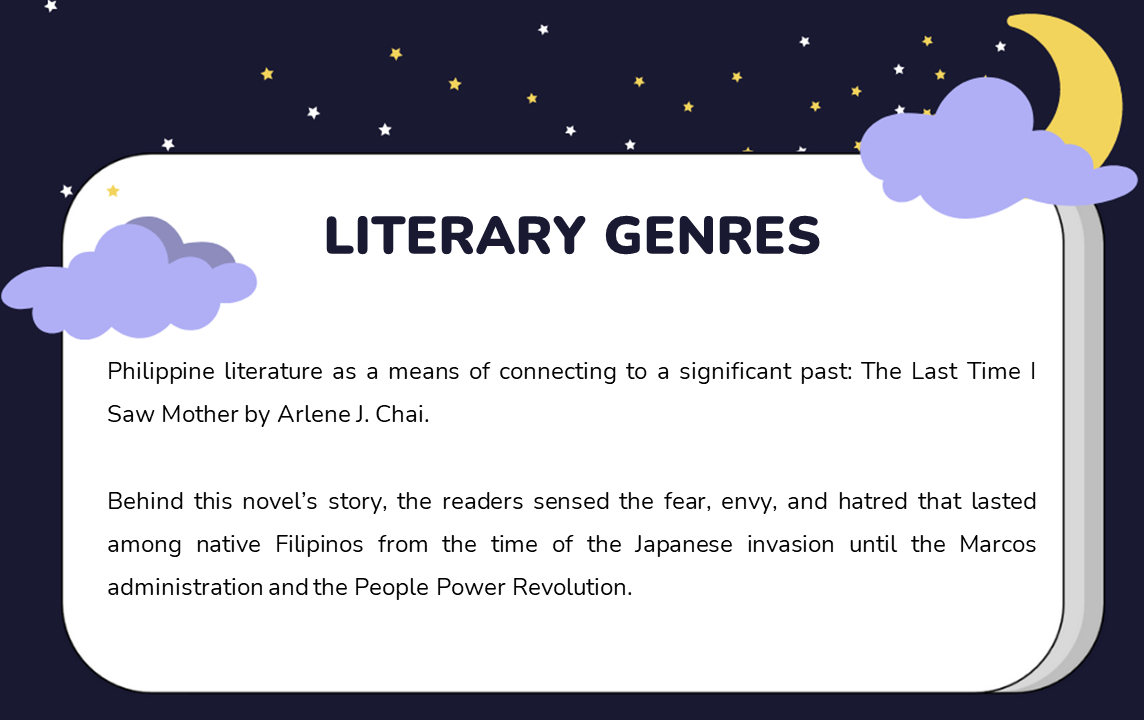 LITERARY GENRES
Philippine literature as a means of connecting to a significant past: The Last Time I
Saw Mother by Arlene J. Chai.
Behind this novel’s story, the readers sensed the fear, envy, and hatred that lasted
among native Filipinos from the time of the Japanese invasion until the Marcos
administration and the People Power Revolution.